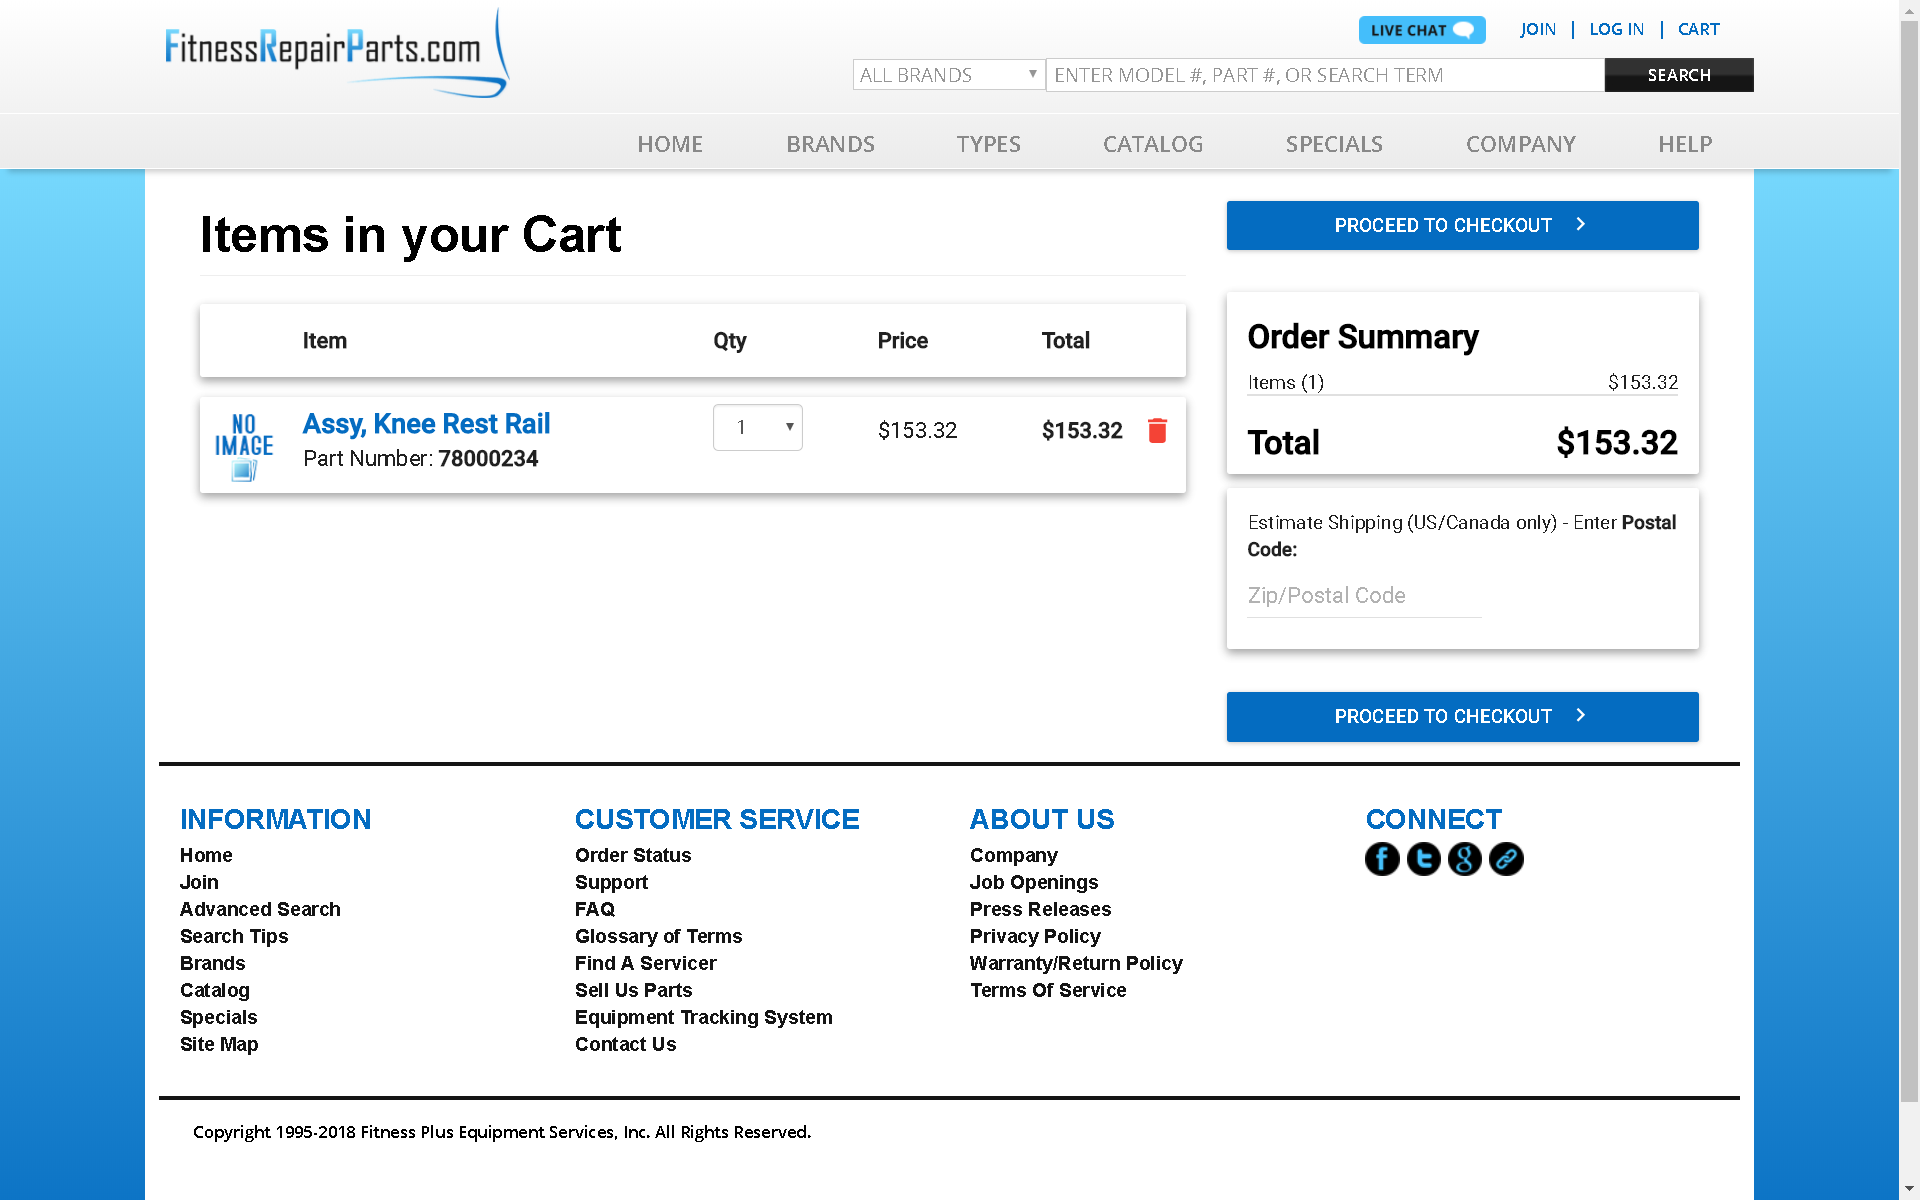 FitnessRepairParts.com
LIVE CHAT
JOIN | LOG IN | CART
ALL BRANDS
ENTER MODEL #, PART #, OR SEARCH TERM
SEARCH
HOME BRANDS TYPES CATALOG SPECIALS COMPANY HELP
Items in your Cart
Item Qty Price Total
NO IMAGE
Assy, Knee Rest Rail
Part Number: 78000234
1
$153.32
$153.32
PROCEED TO CHECKOUT
Order Summary
Items (1) $153.32
Total $153.32
Estimate Shipping (US/Canada only) - Enter Postal
Code:
Zip/Postal Code
PROCEED TO CHECKOUT
INFORMATION
Home
Join
Advanced Search
Search Tips
Brands
Catalog
Specials
Site Map
CUSTOMER SERVICE
Order Status
Support
FAQ
Glossary of Terms
Find A Servicer
Sell Us Parts
Equipment Tracking System
Contact Us
ABOUT US
Company
Job Openings
Press Releases
Privacy Policy
Warranty/Return Policy
Terms Of Service
CONNECT
Copyright 1995-2018 Fitness Plus Equipment Services, Inc. All Rights Reserved.